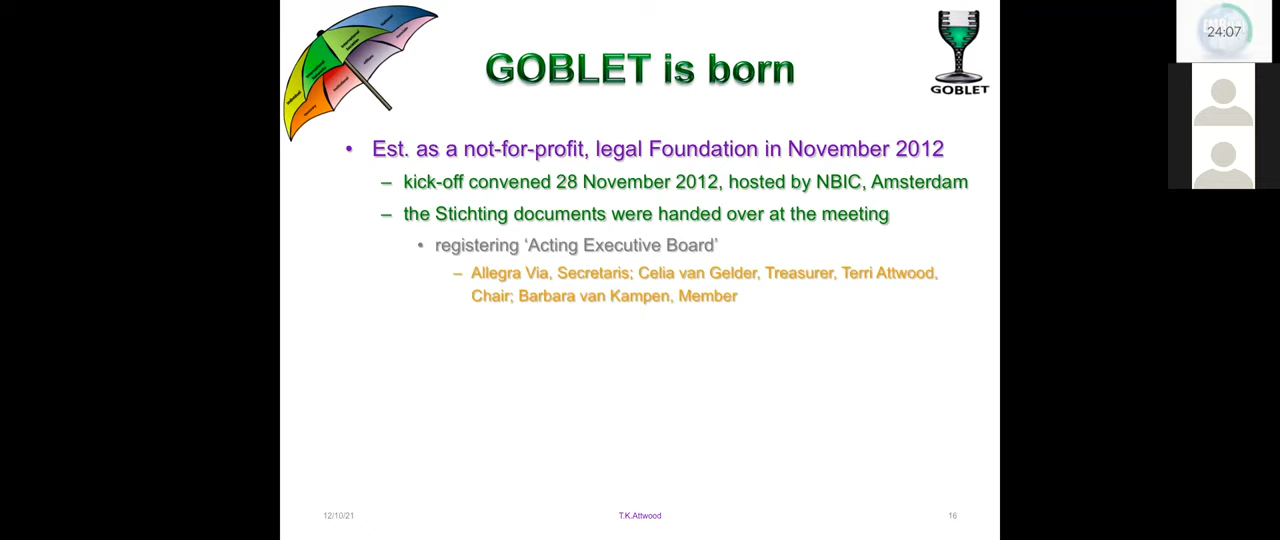 GOBLET is born
GOBLET
24:07
• Est. as a not-for-profit, legal Foundation in November 2012
– kick-off convened 28 November 2012, hosted by NBIC, Amsterdam
– the Stichting documents were handed over at the meeting
• registering ‘Acting Executive Board’
– Allegra Via, Secretaris; Celia van Gelder, Treasurer, Terri Attwood,
Chair; Barbara van Kampen, Member
12/10/21
T.K.Attwood
16